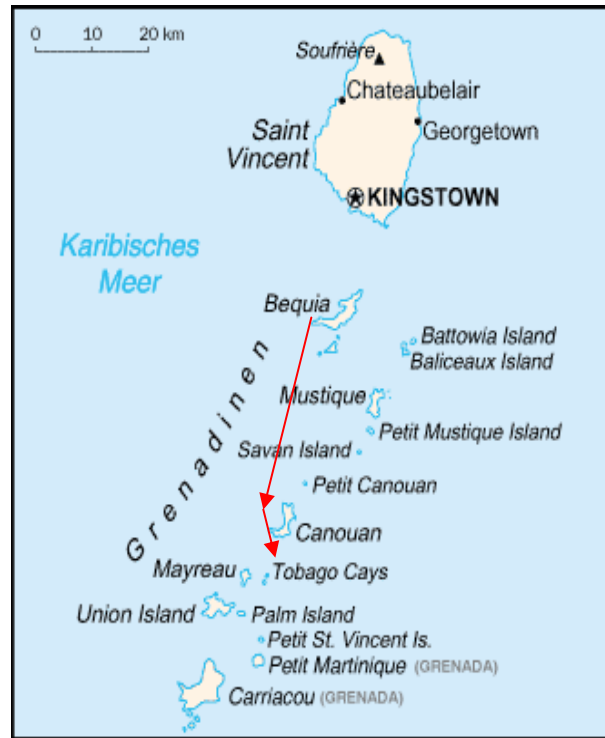 0 10 20 km
Soufrière
Chateaubelair
Saint
Vincent
Georgetown
KINGSTOWN
Karibisches
Meer
Bequia
Battowia Island
Baliceaux Island
Grenadinen
Mustique
Petit Mustique Island
Savan Island
Petit Canouan
Canouan
Mayreau
Tobago Cays
Union Island
Palm Island
Petit St. Vincent Is.
Petit Martinique (GRENADA)
Carriacou (GRENADA)